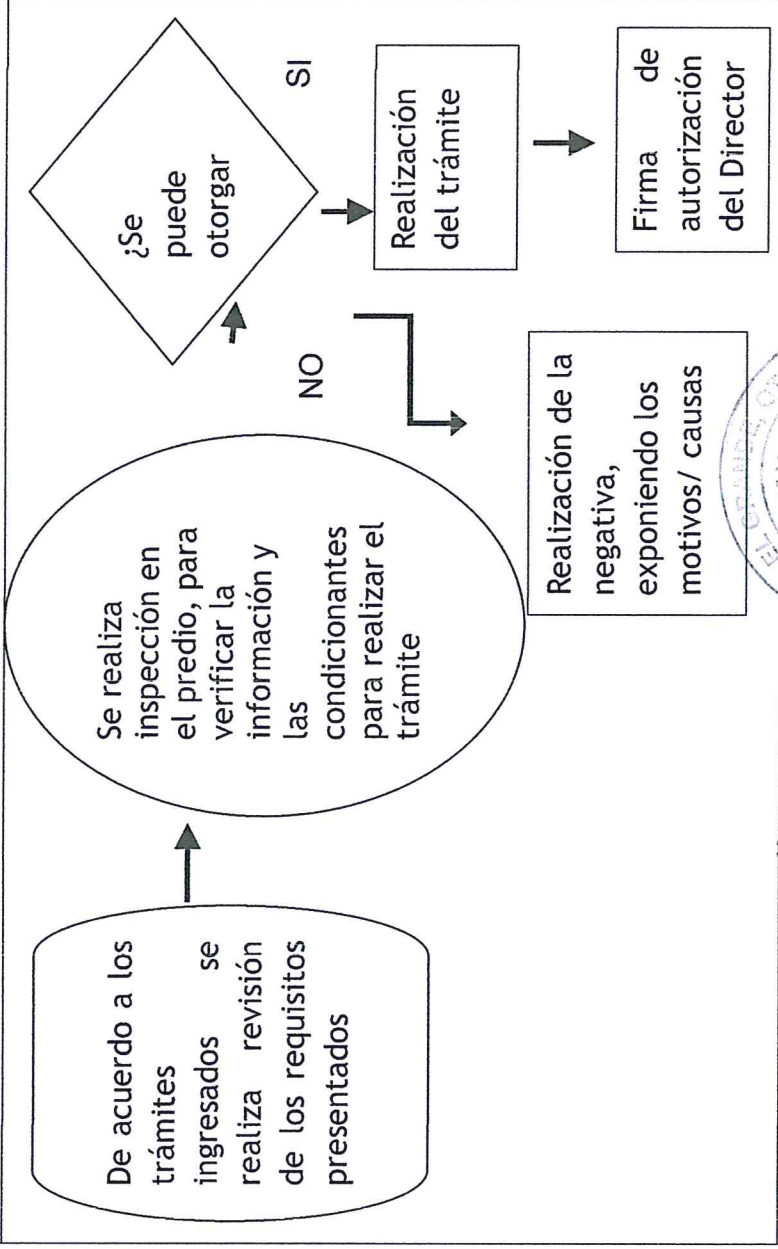 De acuerdo a los
trámites
ingresados se
realiza revisión
de los requisitos
presentados
Se realiza
inspección en
el predio, para
verificar la
información y
las
condicionantes
para realizar el
trámite
¿Se
puede
otorgar
SI
NO
Realización
del trámite
Firma de
autorización
del Director
Realización de la
negativa,
exponiendo los
motivos/ causas
EL GRANDE,